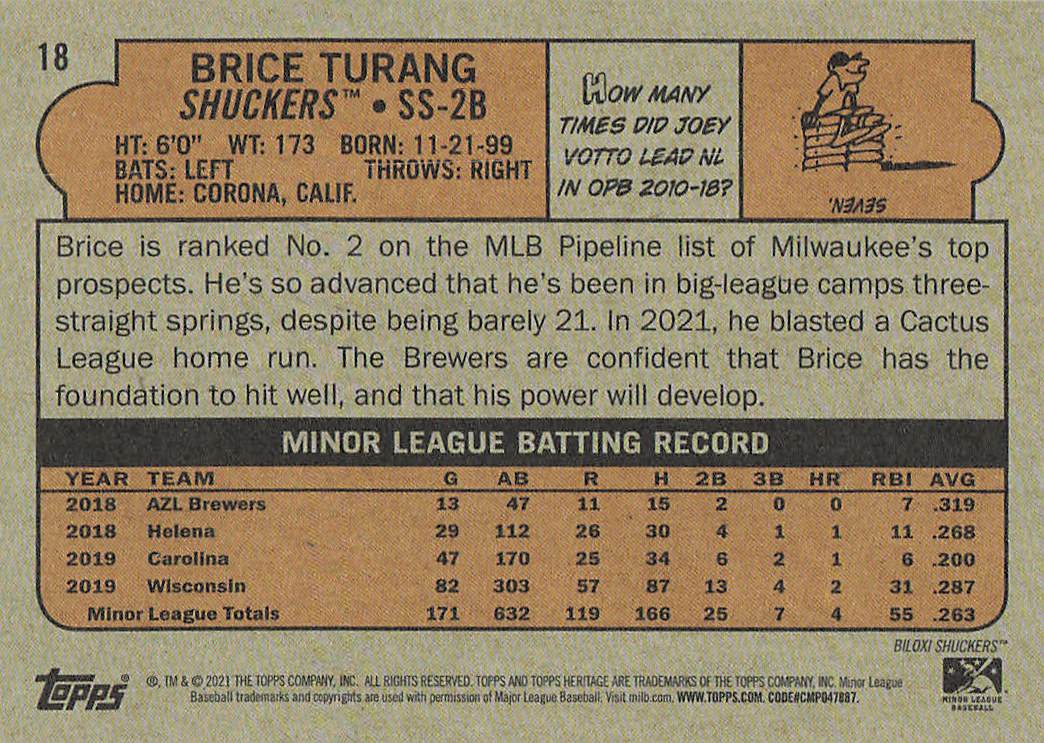 18
BRICE TURANG
SHUCKERS™ • SS-2B
HT: 6'0" WT: 173 BORN: 11-21-99
BATS: LEFT THROWS: RIGHT
HOME: CORONA, CALIF.
HOW MANY
TIMES DID JOEY
VOTTO LEAD NL
IN OPB 2010-18?
SEVEN.
Brice is ranked No. 2 on the MLB Pipeline list of Milwaukee's top
prospects. He's so advanced that he's been in big-league camps three-
straight springs, despite being barely 21. In 2021, he blasted a Cactus
League home run. The Brewers are confident that Brice has the
foundation to hit well, and that his power will develop.
MINOR LEAGUE BATTING RECORD
YEAR TEAM G AB R H 2B 3B HR RBI AVG
2018 AZL Brewers 13 47 11 15 2 0 0 7 .319
2018 Helena 29 112 26 30 4 1 1 11 .268
2019 Carolina 47 170 25 34 6 2 1 6 .200
2019 Wisconsin 82 303 57 87 13 4 2 31 .287
Minor League Totals 171 632 119 166 25 7 4 55 .263
BILOXI SHUCKERS™
topps®
®, TM & © 2021 THE TOPPS COMPANY, INC. ALL RIGHTS RESERVED. TOPPS AND TOPPS HERITAGE ARE TRADEMARKS OF THE TOPPS COMPANY, INC. Minor League
Baseball trademarks and copyrights are used with permission of Major League Baseball. Visit milb.com. WWW.TOPPS.COM. CODE#CMP047887.
MINOR LEAGUE
BASEBALL